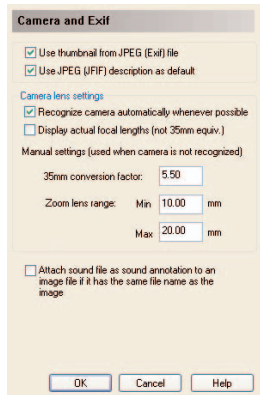 Camera and Exif
Use thumbnail from JPEG (Exif) file
Use JPEG (JFIF) description as default
Camera lens settings
Recognize camera automatically whenever possible
Display actual focal lengths (not 35mm equiv.)
Manual settings (used when camera is not recognized)
35mm conversion factor: 5.50
Zoom lens range: Min 10.00 mm
Max 20.00 mm
Attach sound file as sound annotation to an
image file if it has the same file name as the
image
OK Cancel Help